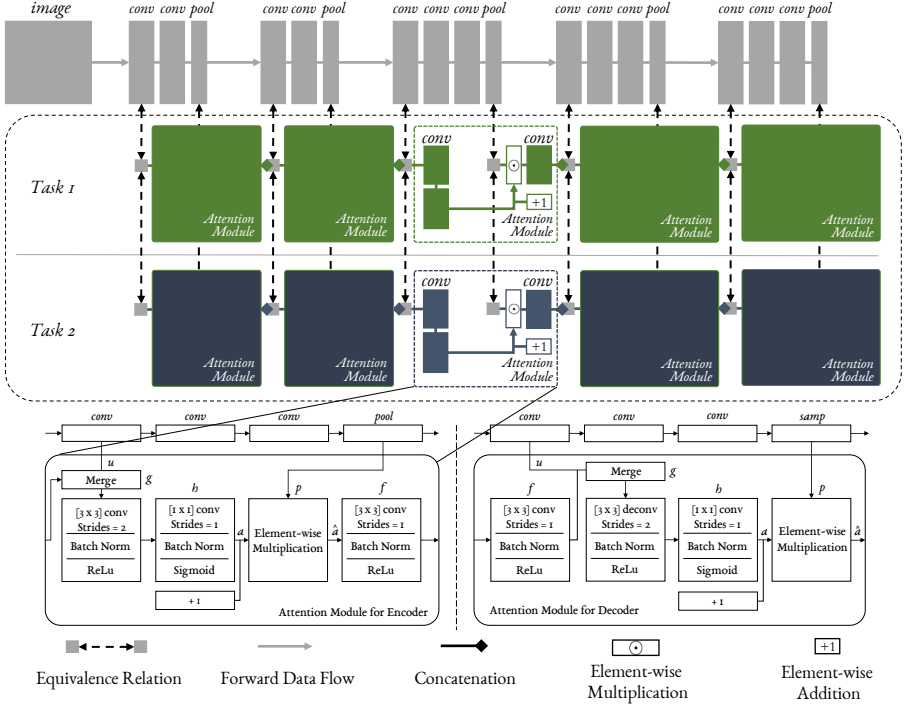 image
conv conv pool
conv conv pool
conv conv conv pool
conv conv conv pool
conv conv conv pool
Task 1
Attention
Module
Attention
Module
conv
conv
+1
Attention
Module
Attention
Module
Attention
Module
Task 2
Attention
Module
Attention
Module
conv
conv
+1
Attention
Module
Attention
Module
Attention
Module
conv
conv
conv
pool
u
Merge
g
h
p
f
[3 x 3] conv
Strides = 2
Batch Norm
ReLu
[1 x 1] conv
Strides = 1
Batch Norm
Sigmoid
+ 1
a
Element-wise
Multiplication
â
[3 x 3] conv
Strides = 1
Batch Norm
ReLu
Attention Module for Encoder
conv
conv
conv
samp
u
Merge
g
f
h
p
[3 x 3] conv
Strides = 1
Batch Norm
ReLu
[3 x 3] deconv
Strides = 2
Batch Norm
ReLu
[1 x 1] conv
Strides = 1
Batch Norm
Sigmoid
+ 1
a
Element-wise
Multiplication
â
Attention Module for Decoder
Equivalence Relation
Forward Data Flow
Concatenation
Element-wise
Multiplication
+1
Element-wise
Addition